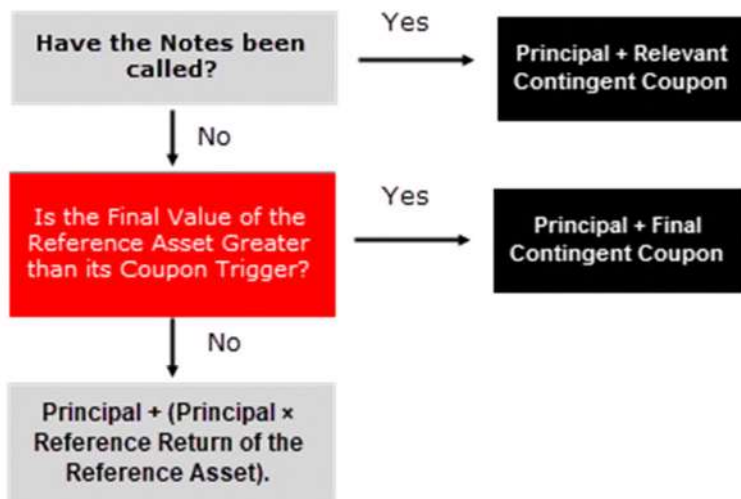 Have the Notes been
called?
Yes
Principal + Relevant
Contingent Coupon
No
Is the Final Value of the
Reference Asset Greater
than its Coupon Trigger?
Yes
Principal + Final
Contingent Coupon
No
Principal + (Principal ×
Reference Return of the
Reference Asset).